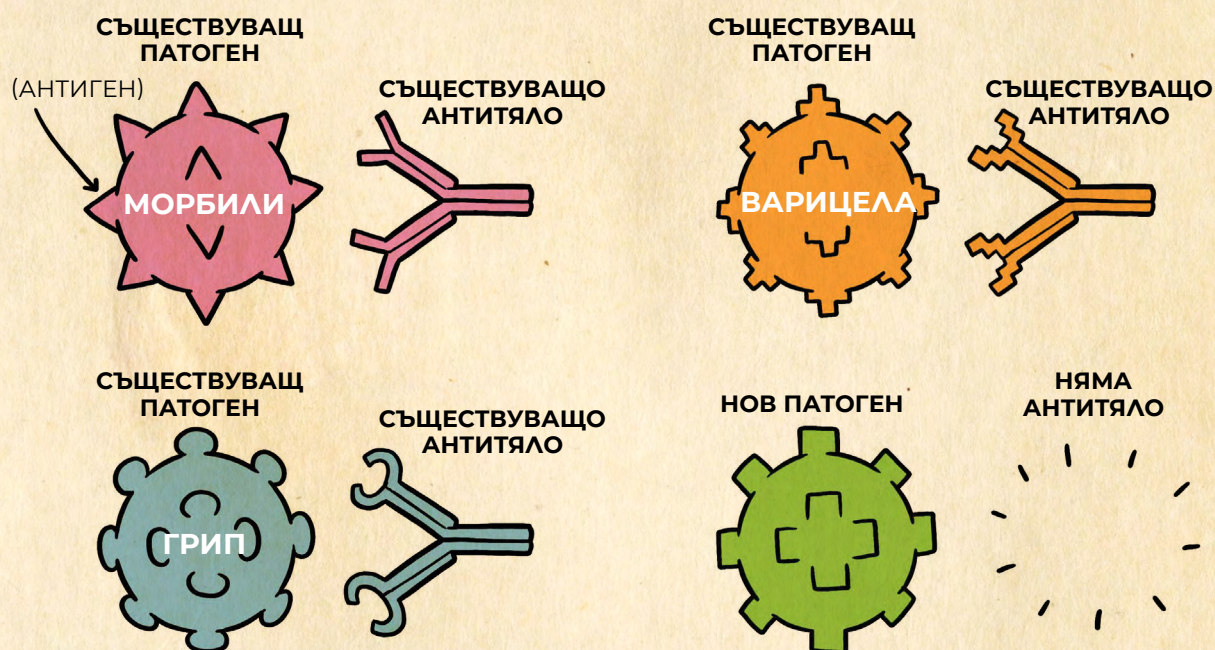 СЪЩЕСТВУВАЩ
ПАТОГЕН
(АНТИГЕН)
СЪЩЕСТВУВАЩО
АНТИТЯЛО
МОРБИЛИ
СЪЩЕСТВУВАЩ
ПАТОГЕН
СЪЩЕСТВУВАЩО
АНТИТЯЛО
ВАРИЦЕЛА
СЪЩЕСТВУВАЩ
ПАТОГЕН
СЪЩЕСТВУВАЩО
АНТИТЯЛО
ГРИП
НОВ ПАТОГЕН
НЯМА
АНТИТЯЛО